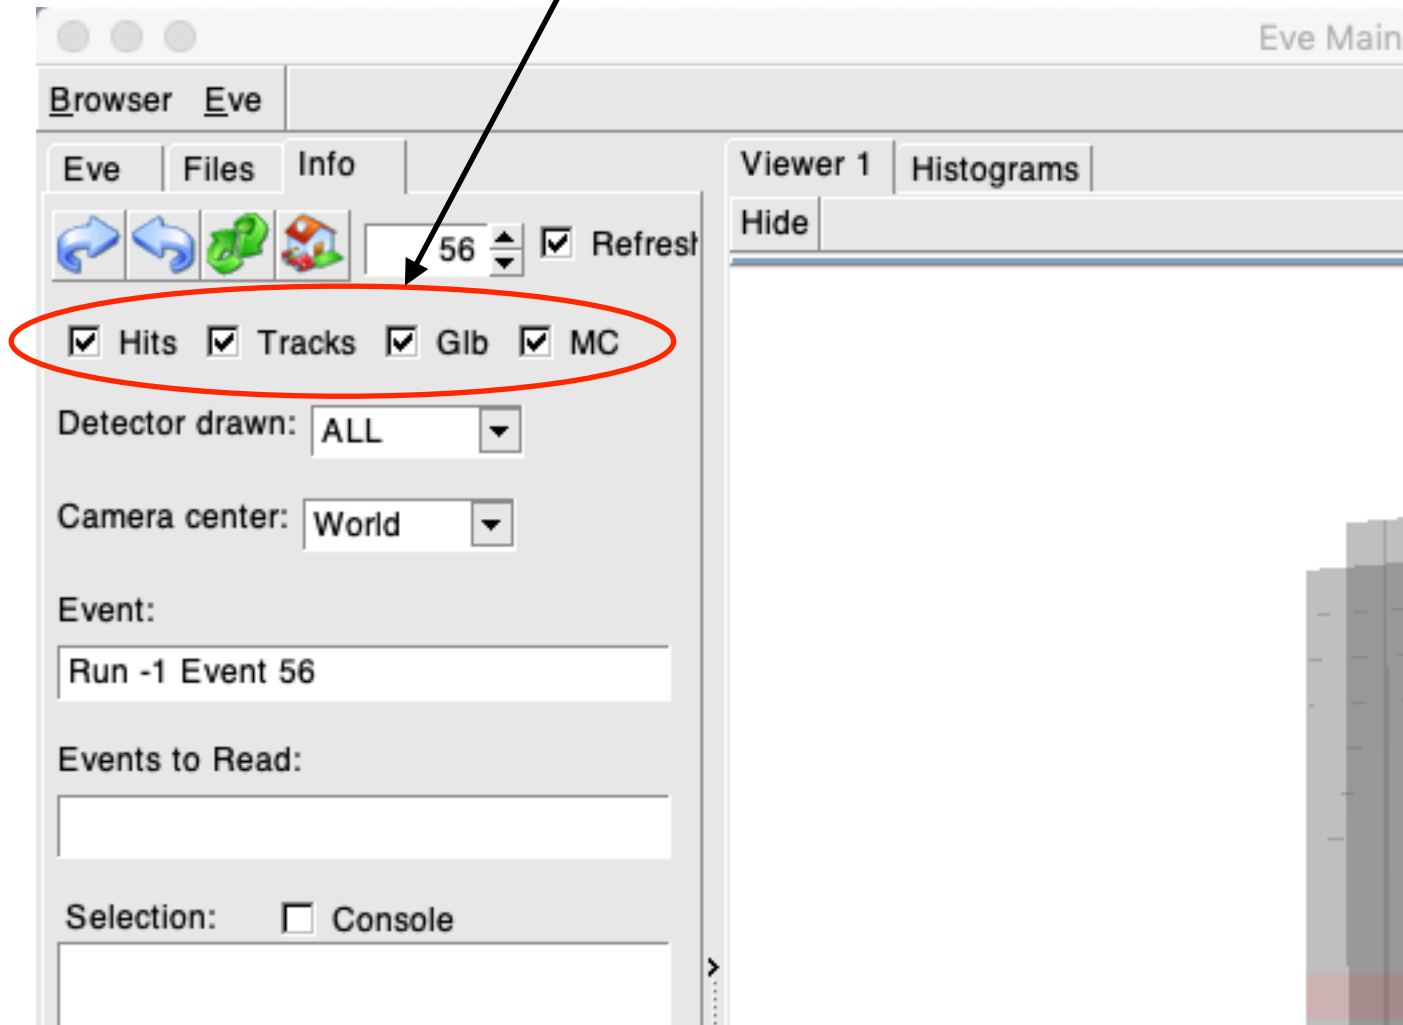 Eve Main
Browser Eve
Eve Files Info
Viewer 1 Histograms
56 Refresh
Hide
Hits Tracks Glb MC
Detector drawn: ALL
Camera center: World
Event:
Run -1 Event 56
Events to Read:
Selection: Console